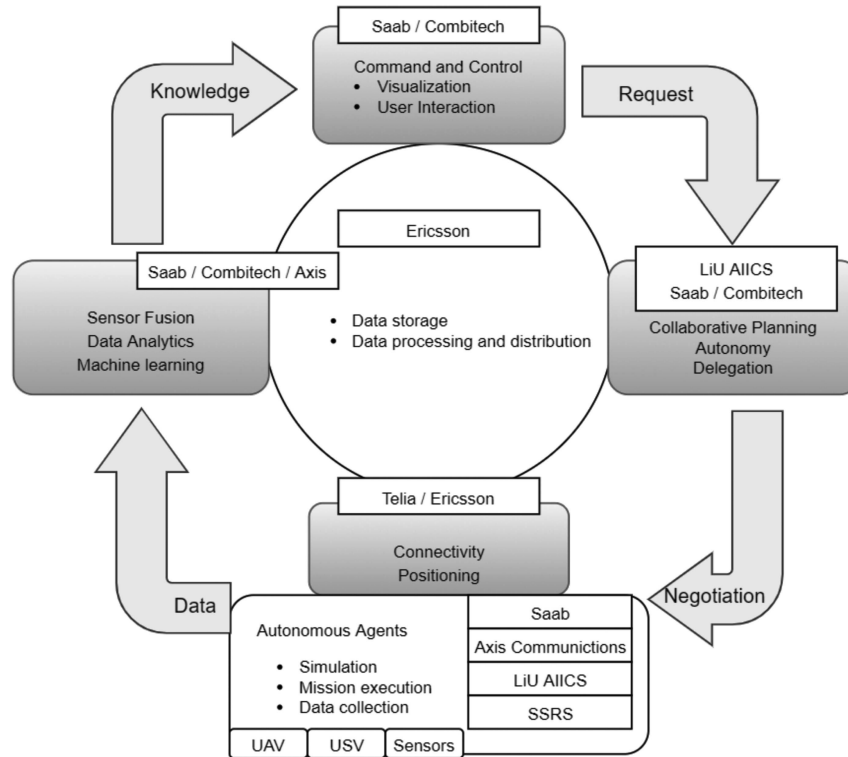 Saab / Combitech
Command and Control
• Visualization
• User Interaction
Knowledge
Request
Ericsson
• Data storage
• Data processing and distribution
Saab / Combitech / Axis
Sensor Fusion
Data Analytics
Machine learning
LiU AIICS
Saab / Combitech
Collaborative Planning
Autonomy
Delegation
Telia / Ericsson
Connectivity
Positioning
Data
Negotiation
Autonomous Agents
• Simulation
• Mission execution
• Data collection
Saab
Axis Communictions
LiU AIICS
SSRS
UAV
USV
Sensors